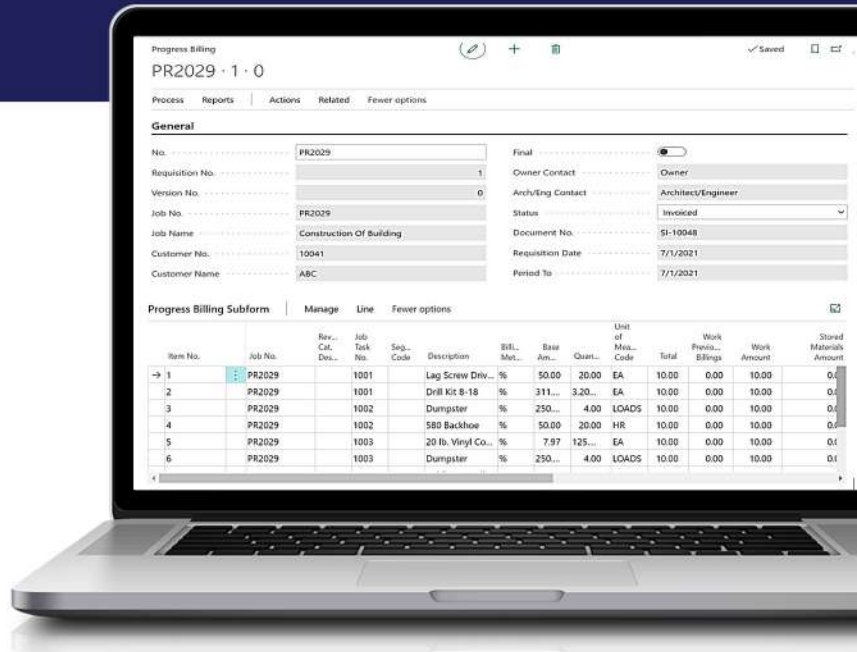 Progress Billing
Saved
PR2029 · 1 · 0
Process Reports Actions Related Fewer options
General
No. PR2029 Final
Requisition No. 1 Owner Contact Owner
Version No. 0 Arch/Eng Contact Architect/Engineer
Job No. PR2029 Status Invoiced
Job Name Construction Of Building Document No. SI-10048
Customer No. 10041 Requisition Date 7/1/2021
Customer Name ABC Period To 7/1/2021
Progress Billing Subform Manage Line Fewer options
Item No. Job No. Rev... Cat. Des... Job Task No. Seg... Code Description Billi... Met... Base Am... Quan... Unit of Mea... Code Total Work Previo... Billings Work Amount Stored Materials Amount
1 PR2029 1001 Lag Screw Driv... % 50.00 20.00 EA 10.00 0.00 10.00
2 PR2029 1001 Drill Kit 8-18 % 311.... 3.20... EA 10.00 0.00 10.00
3 PR2029 1002 Dumpster % 250.... 4.00 LOADS 10.00 0.00 10.00
4 PR2029 1002 580 Backhoe % 50.00 20.00 HR 10.00 0.00 10.00
5 PR2029 1003 20 lb. Vinyl Co... % 7.97 125.... EA 10.00 0.00 10.00
6 PR2029 1003 Dumpster % 250.... 4.00 LOADS 10.00 0.00 10.00